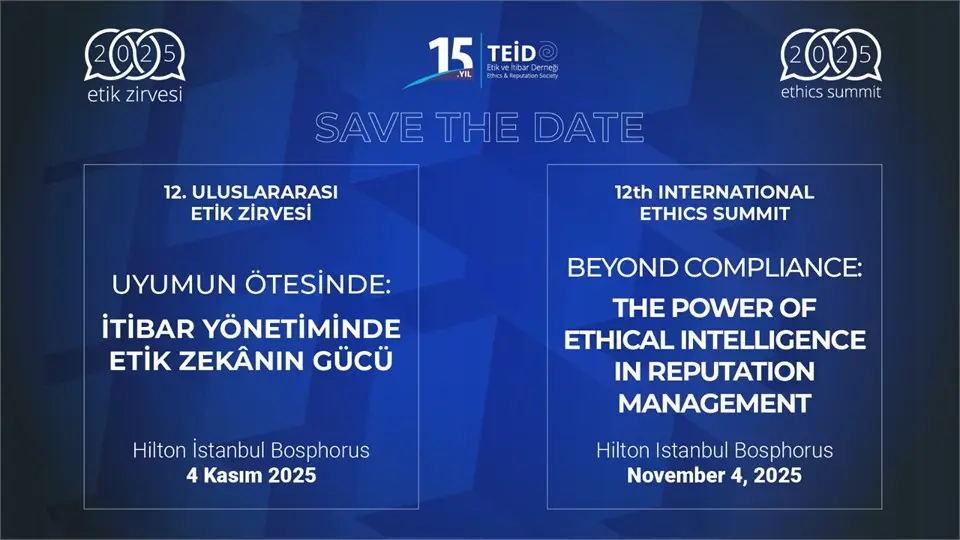 2025
etik zirvesi
15
.YIL
TEİD
Etik ve İtibar Derneği
Ethics & Reputation Society
2025
ethics summit
SAVE THE DATE
12. ULUSLARARASI
ETİK ZİRVESİ
UYUMUN ÖTESİNDE:
İTİBAR YÖNETİMİNDE
ETİK ZEKÂNIN GÜCÜ
Hilton İstanbul Bosphorus
4 Kasım 2025
12th INTERNATIONAL
ETHICS SUMMIT
BEYOND COMPLIANCE:
THE POWER OF
ETHICAL INTELLIGENCE
IN REPUTATION
MANAGEMENT
Hilton Istanbul Bosphorus
November 4, 2025